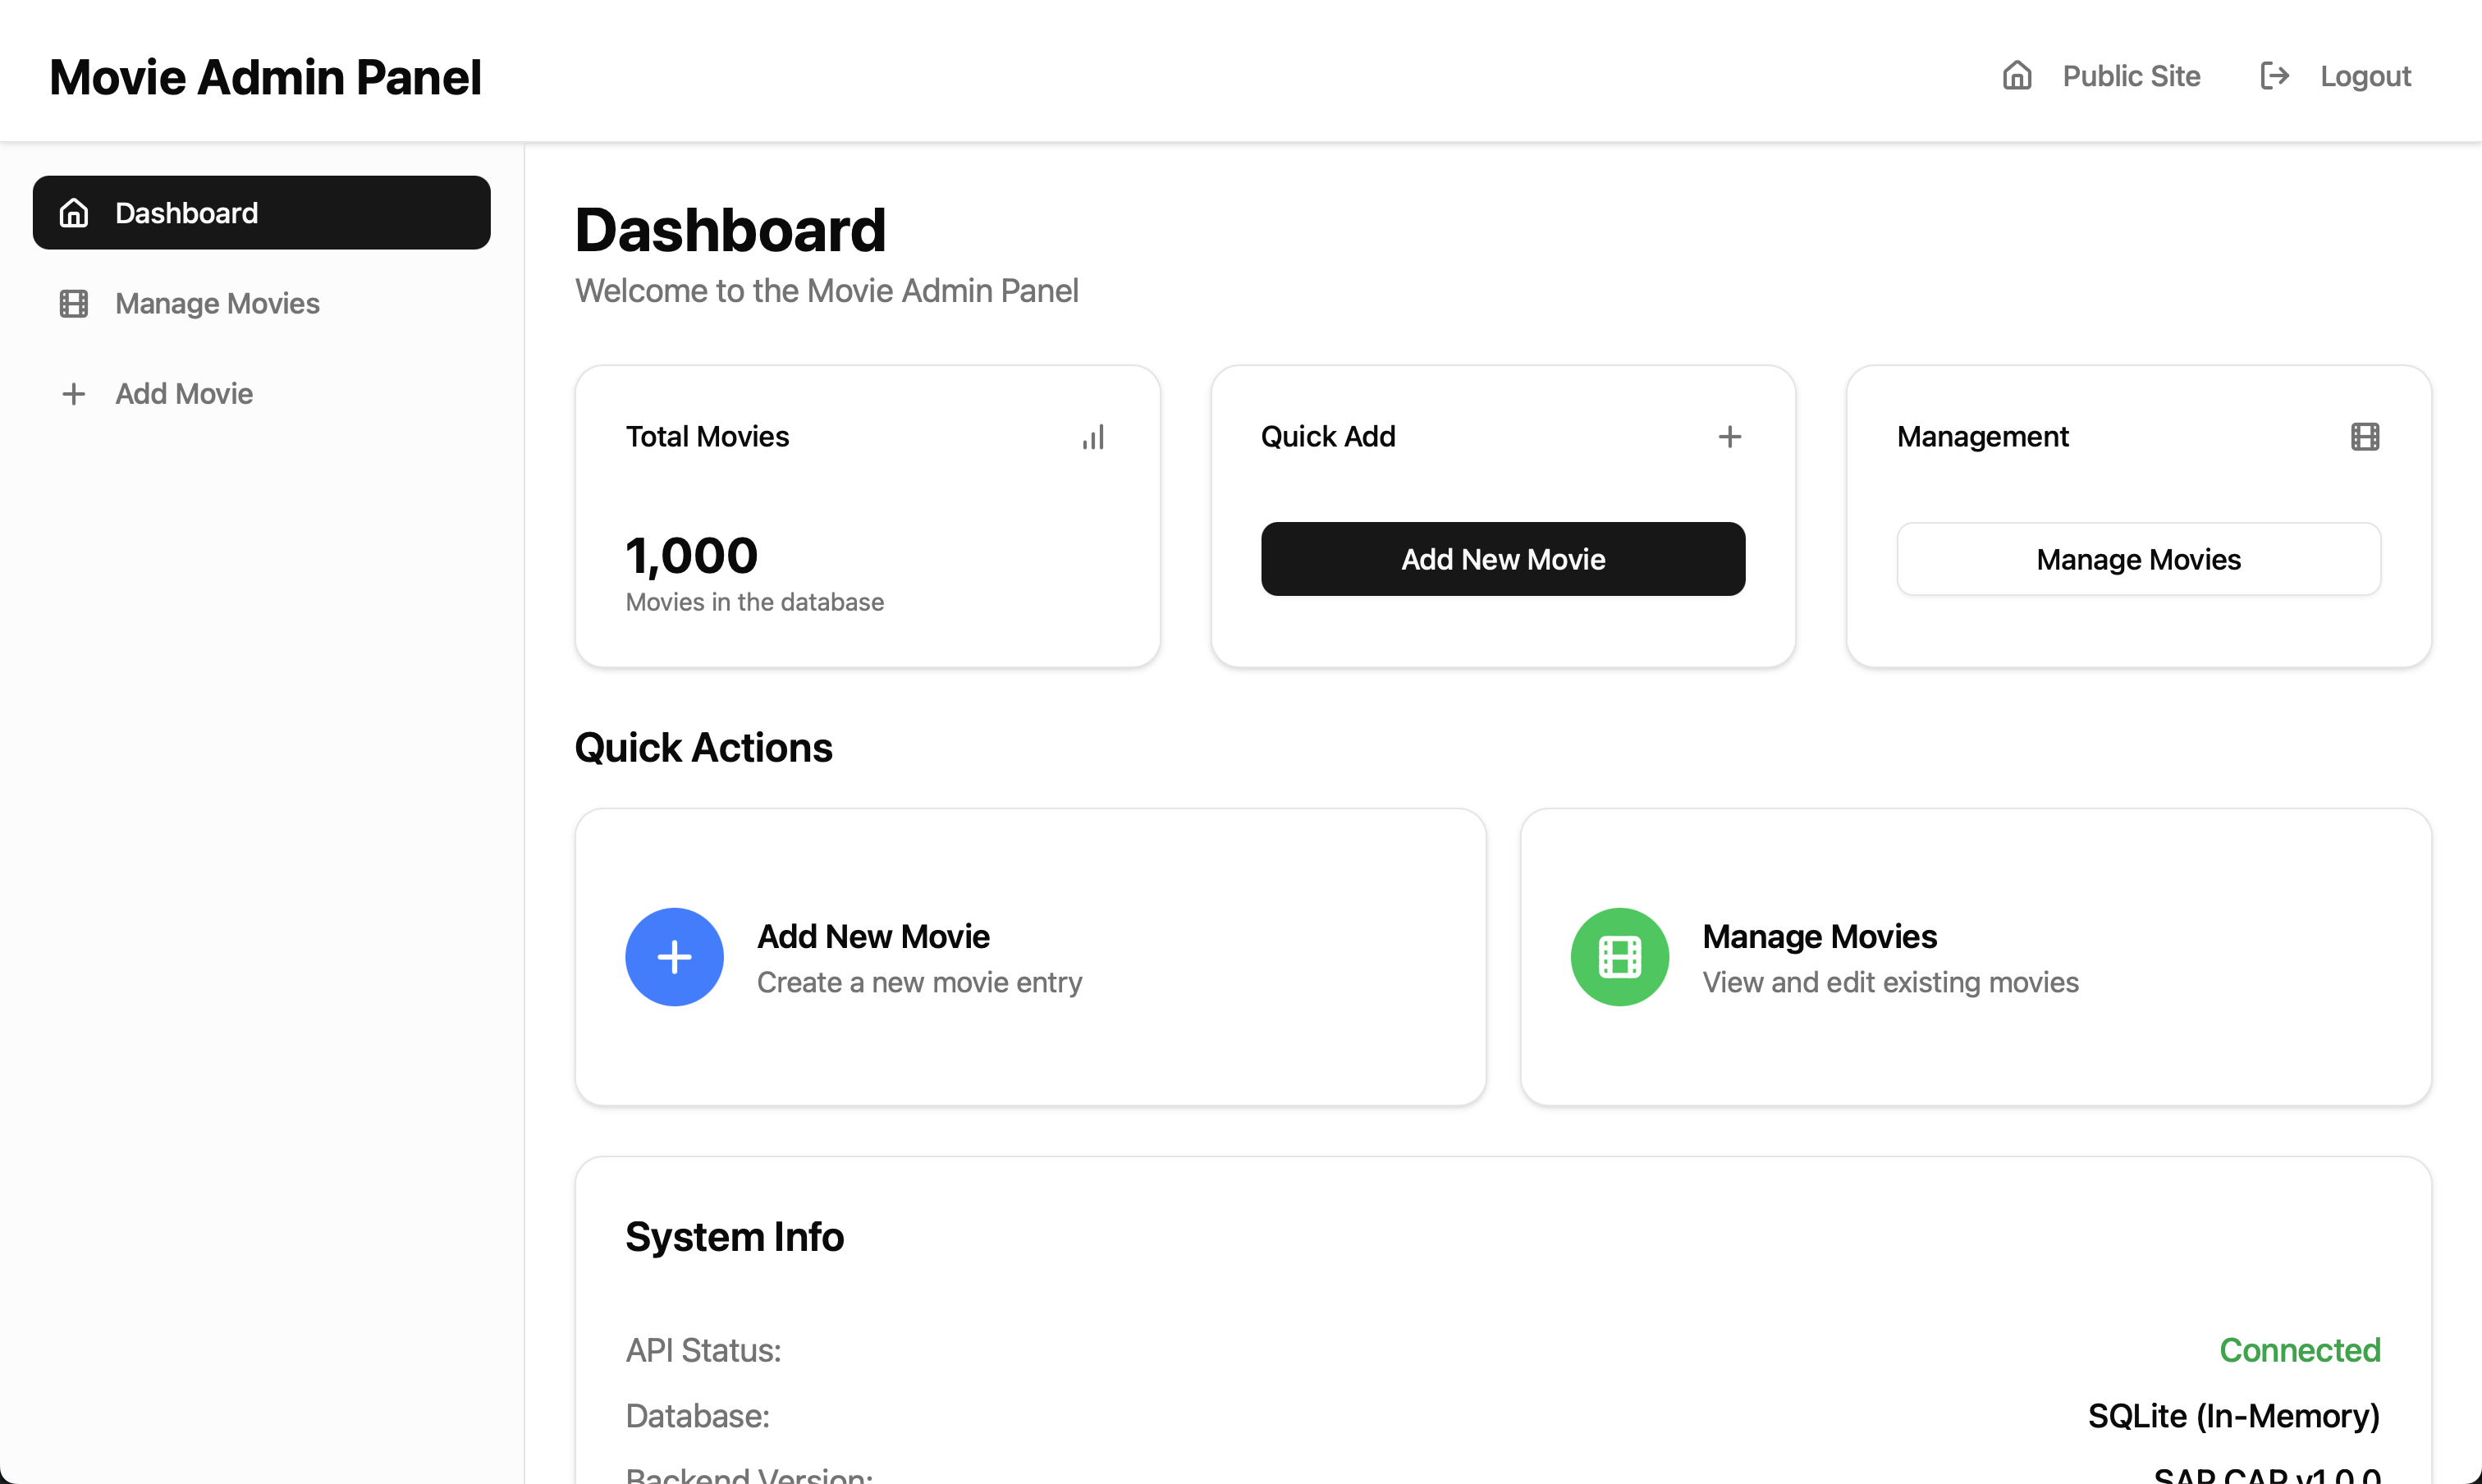 Movie Admin Panel
Public Site
Logout
Dashboard
Manage Movies
Add Movie
Dashboard
Welcome to the Movie Admin Panel
Total Movies
1,000
Movies in the database
Quick Add
Add New Movie
Management
Manage Movies
Quick Actions
Add New Movie
Create a new movie entry
Manage Movies
View and edit existing movies
System Info
API Status: Connected
Database: SQLite (In-Memory)
Backend Version: SAP CAP v1.0.0